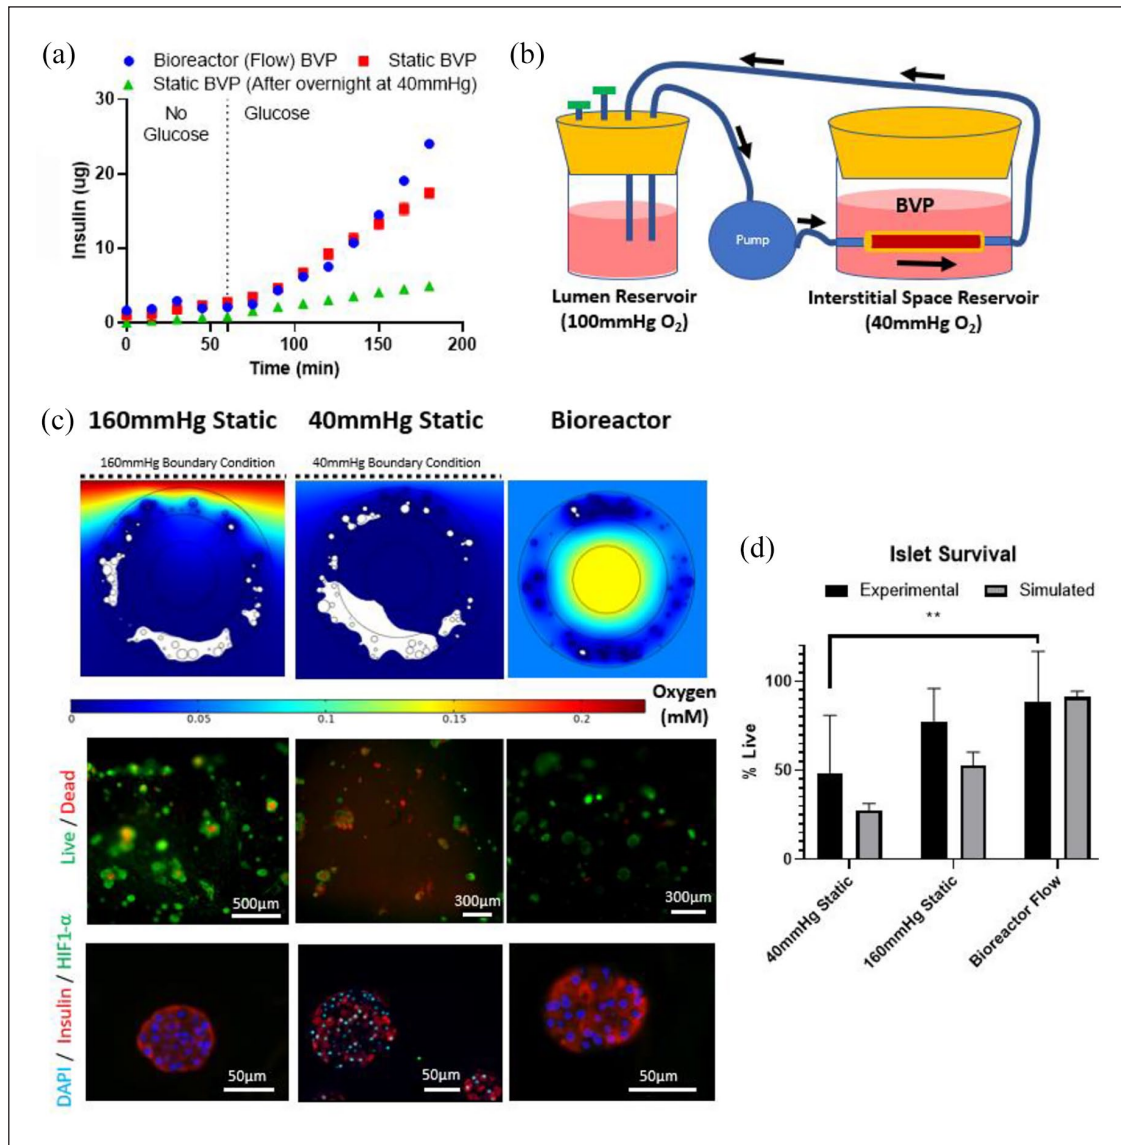 (a)
Bioreactor (Flow) BVP
Static BVP
Static BVP (After overnight at 40mmHg)
30
20
10
0
Insulin (ug)
No
Glucose
Glucose
0
50
100
150
200
Time (min)
(b)
BVP
Pump
Lumen Reservoir
(100mmHg O₂)
Interstitial Space Reservoir
(40mmHg O₂)
(c)
160mmHg Static
40mmHg Static
Bioreactor
160mmHg Boundary Condition
40mmHg Boundary Condition
0
0.05
0.1
0.15
0.2
Oxygen
(mM)
Live / Dead
500µm
300µm
300µm
DAPI/ Insulin / HIF1-α
50µm
50µm
50µm
(d)
Islet Survival
Experimental
Simulated
**
100
50
0
% Live
40mmHg Static
160mmHg Static
Bioreactor Flow